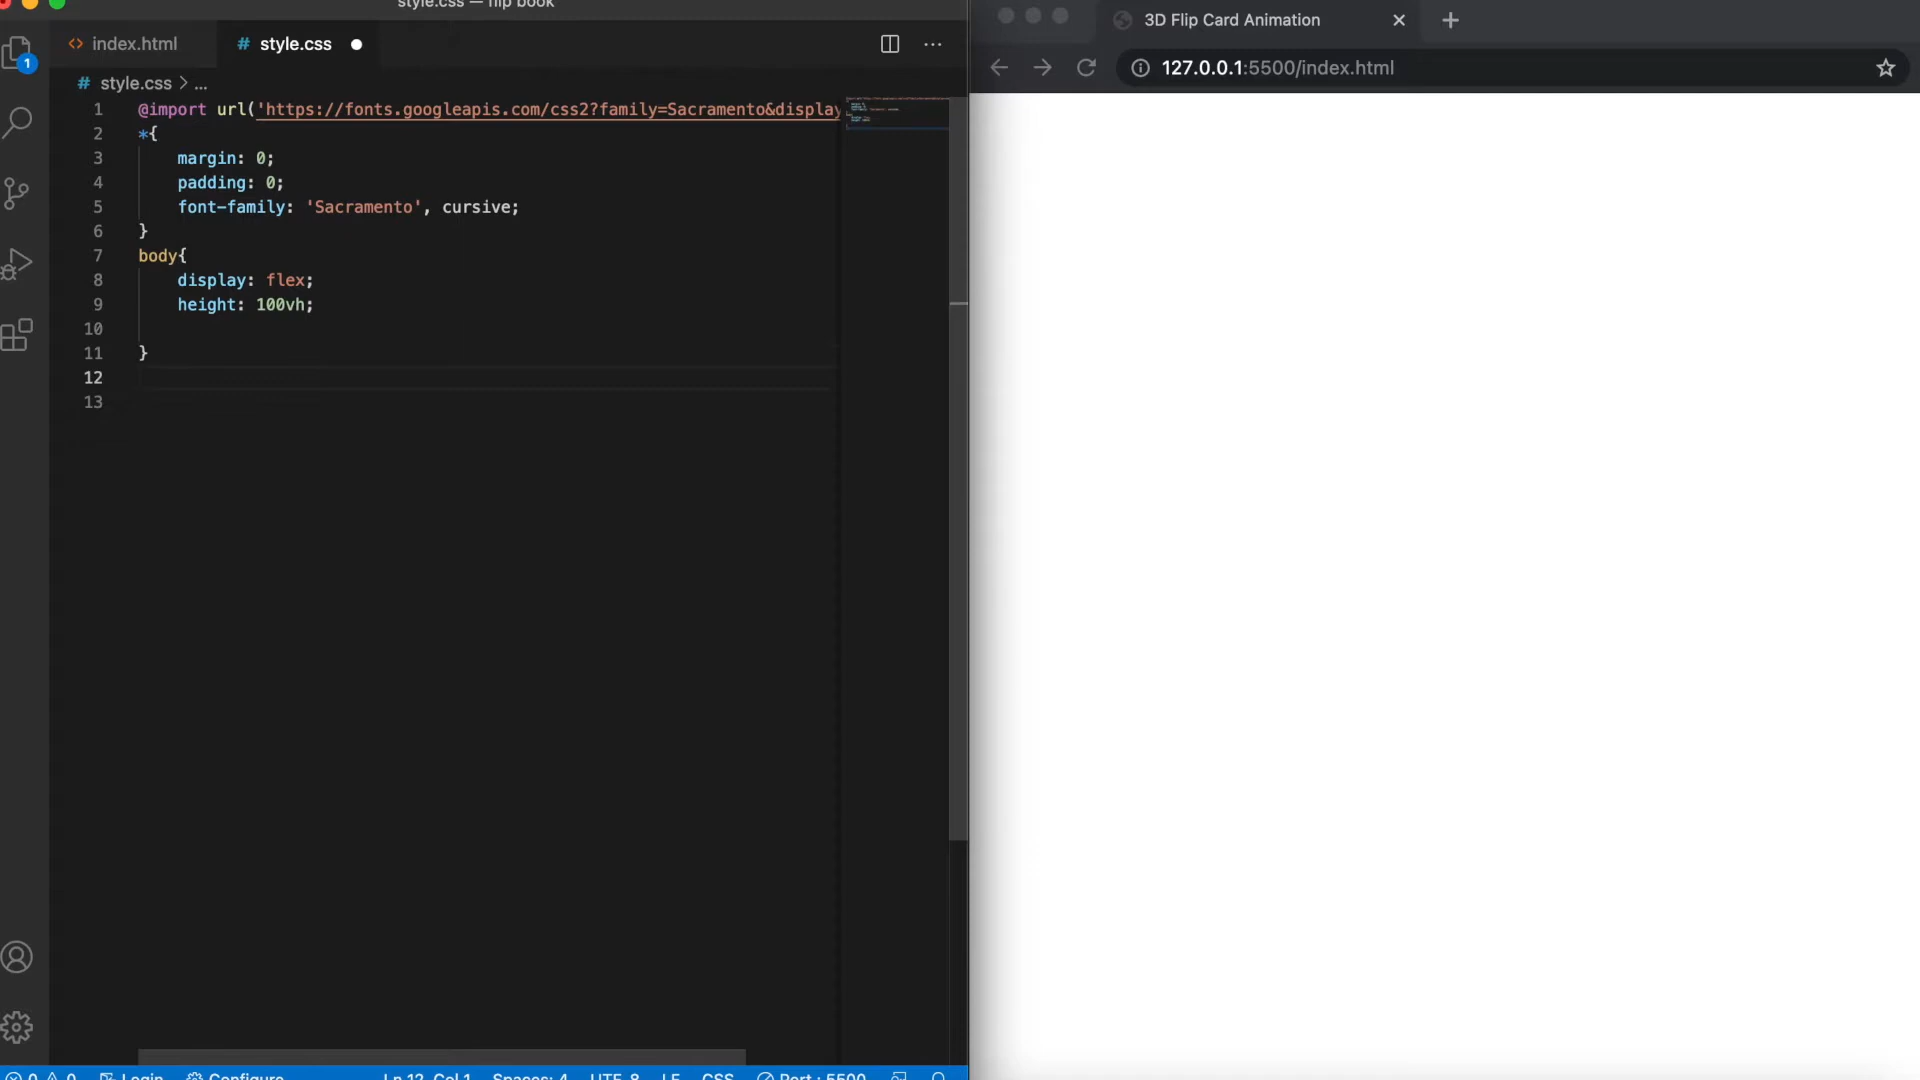 style.css — flip book
index.html
style.css
3D Flip Card Animation
127.0.0.1:5500/index.html
1
# style.css > ...
1 @import url('https://fonts.googleapis.com/css2?family=Sacramento&display
2 *{
3 margin: 0;
4 padding: 0;
5 font-family: 'Sacramento', cursive;
6 }
7 body{
8 display: flex;
9 height: 100vh;
10
11 }
12
13
0 0 Login Configure Ln 12, Col 1 Spaces: 4 UTF-8 LF CSS Port : 5500